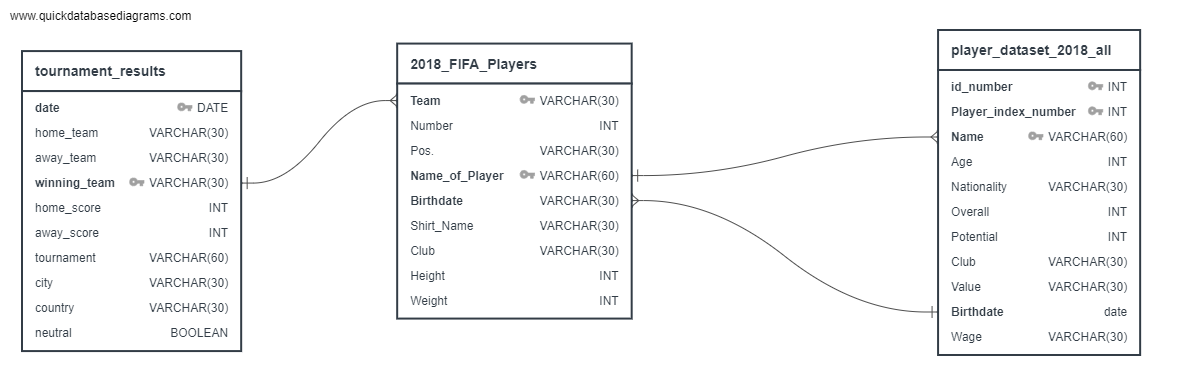 www.quickdatabasediagrams.com
tournament_results
date DATE
home_team VARCHAR(30)
away_team VARCHAR(30)
winning_team VARCHAR(30)
home_score INT
away_score INT
tournament VARCHAR(60)
city VARCHAR(30)
country VARCHAR(30)
neutral BOOLEAN
2018_FIFA_Players
Team VARCHAR(30)
Number INT
Pos. VARCHAR(30)
Name_of_Player VARCHAR(60)
Birthdate VARCHAR(30)
Shirt_Name VARCHAR(30)
Club VARCHAR(30)
Height INT
Weight INT
player_dataset_2018_all
id_number INT
Player_index_number INT
Name VARCHAR(60)
Age INT
Nationality VARCHAR(30)
Overall INT
Potential INT
Club VARCHAR(30)
Value VARCHAR(30)
Birthdate date
Wage VARCHAR(30)